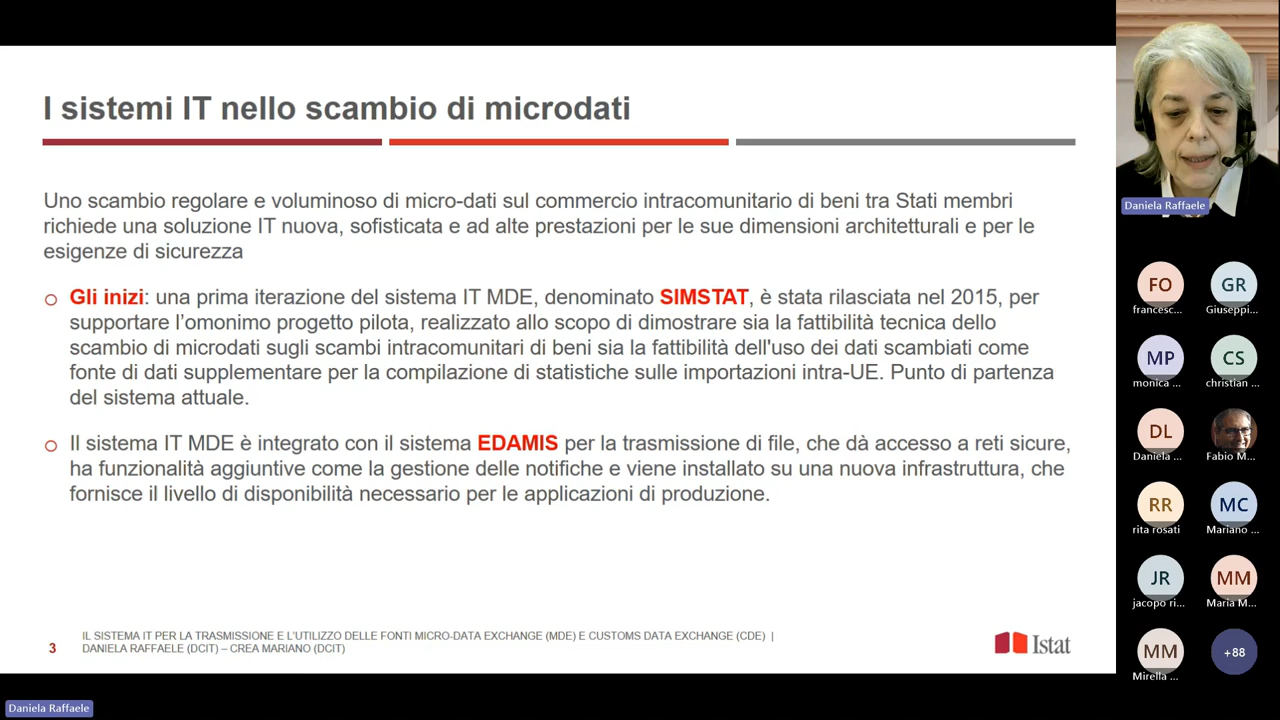 I sistemi IT nello scambio di microdati
Uno scambio regolare e voluminoso di micro-dati sul commercio intracomunitario di beni tra Stati membri
richiede una soluzione IT nuova, sofisticata e ad alte prestazioni per le sue dimensioni architetturali e per le
esigenze di sicurezza
Gli inizi: una prima iterazione del sistema IT MDE, denominato SIMSTAT, è stata rilasciata nel 2015, per
supportare l'omonimo progetto pilota, realizzato allo scopo di dimostrare sia la fattibilità tecnica dello
scambio di microdati sugli scambi intracomunitari di beni sia la fattibilità dell'uso dei dati scambiati come
fonte di dati supplementare per la compilazione di statistiche sulle importazioni intra-UE. Punto di partenza
del sistema attuale.
Il sistema IT MDE è integrato con il sistema EDAMIS per la trasmissione di file, che dà accesso a reti sicure,
ha funzionalità aggiuntive come la gestione delle notifiche e viene installato su una nuova infrastruttura, che
fornisce il livello di disponibilità necessario per le applicazioni di produzione.
3
IL SISTEMA IT PER LA TRASMISSIONE E L'UTILIZZO DELLE FONTI MICRO-DATA EXCHANGE (MDE) E CUSTOMS DATA EXCHANGE (CDE) |
DANIELA RAFFAELE (DCIT) – CREA MARIANO (DCIT)
Istat
Daniela Raffaele
Daniela Raffaele
FO
francesc...
GR
Giuseppi...
MP
monica ...
CS
christian ...
DL
Daniela ...
Fabio M...
RR
rita rosati
MC
Mariano ...
JR
jacopo ri...
MM
Maria M...
MM
Mirella ...
+88